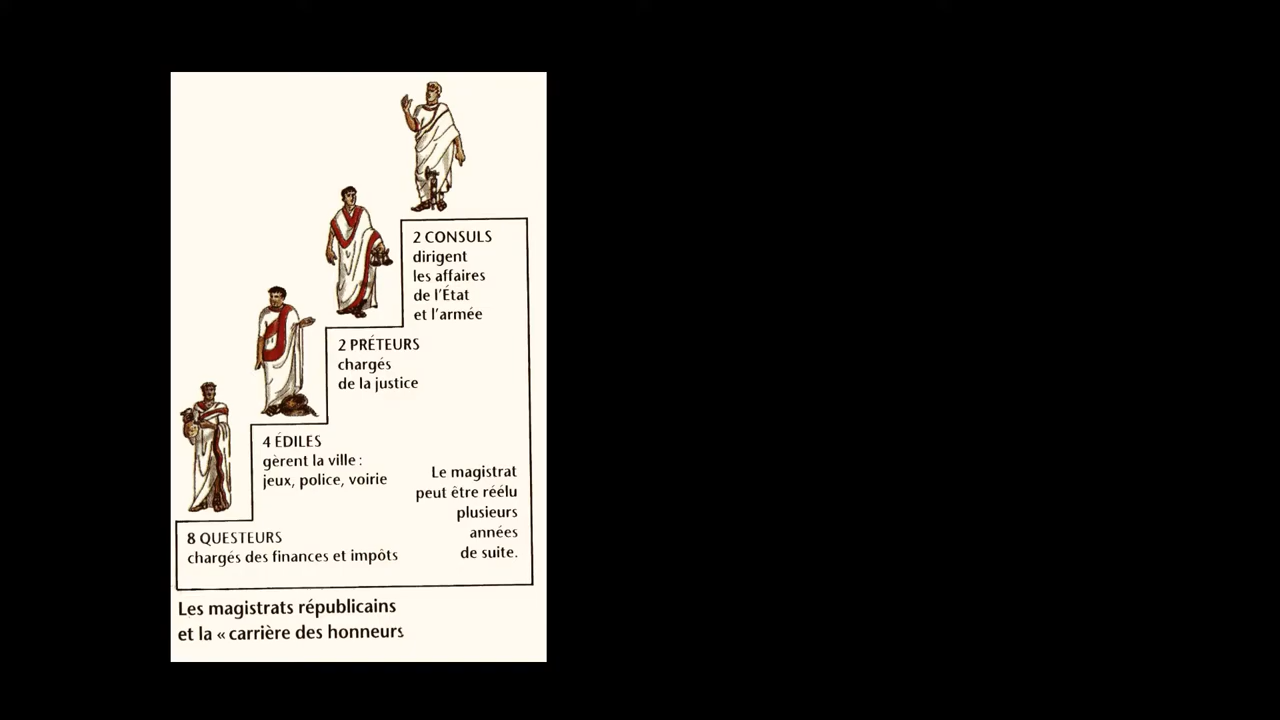 2 CONSULS
dirigent
les affaires
de l'État
et l'armée
2 PRÉTEURS
chargés
de la justice
4 ÉDILES
gèrent la ville :
jeux, police, voirie
Le magistrat
peut être réélu
plusieurs
années
de suite.
8 QUESTEURS
chargés des finances et impôts
Les magistrats républicains
et la « carrière des honneurs